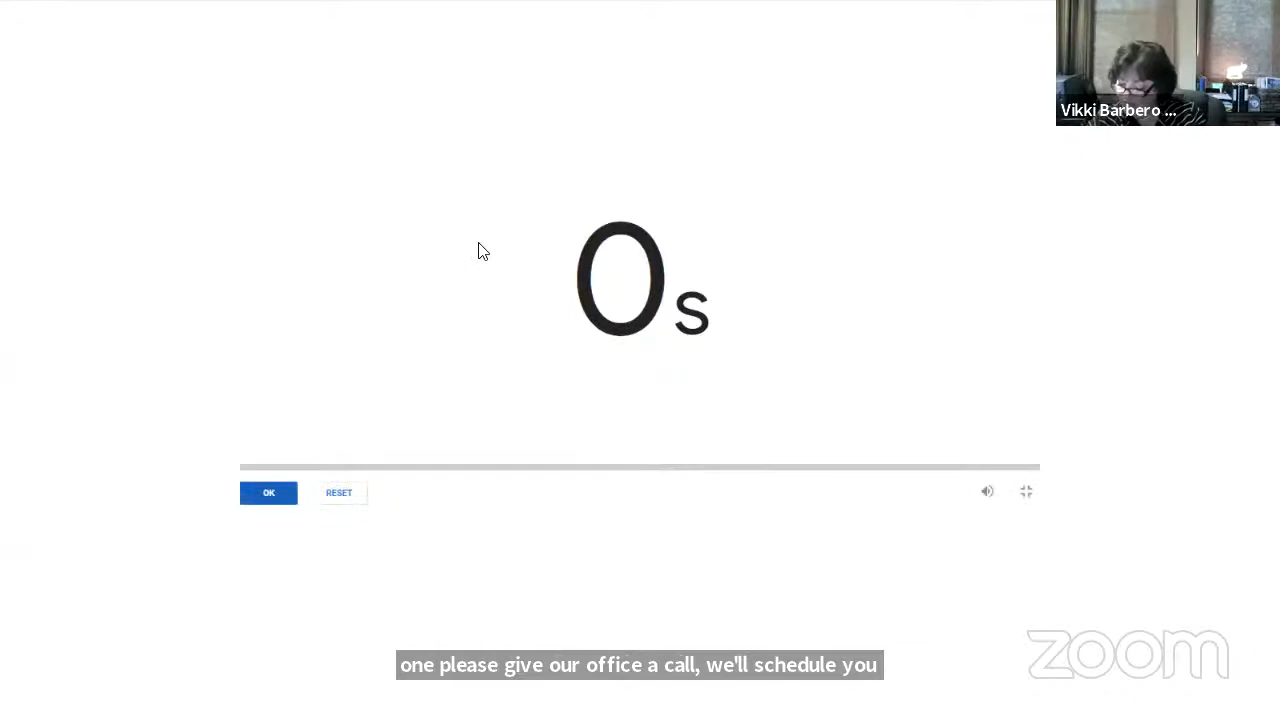 Vikki Barbero ...
0s
OK
RESET
one please give our office a call, we'll schedule you
zoom